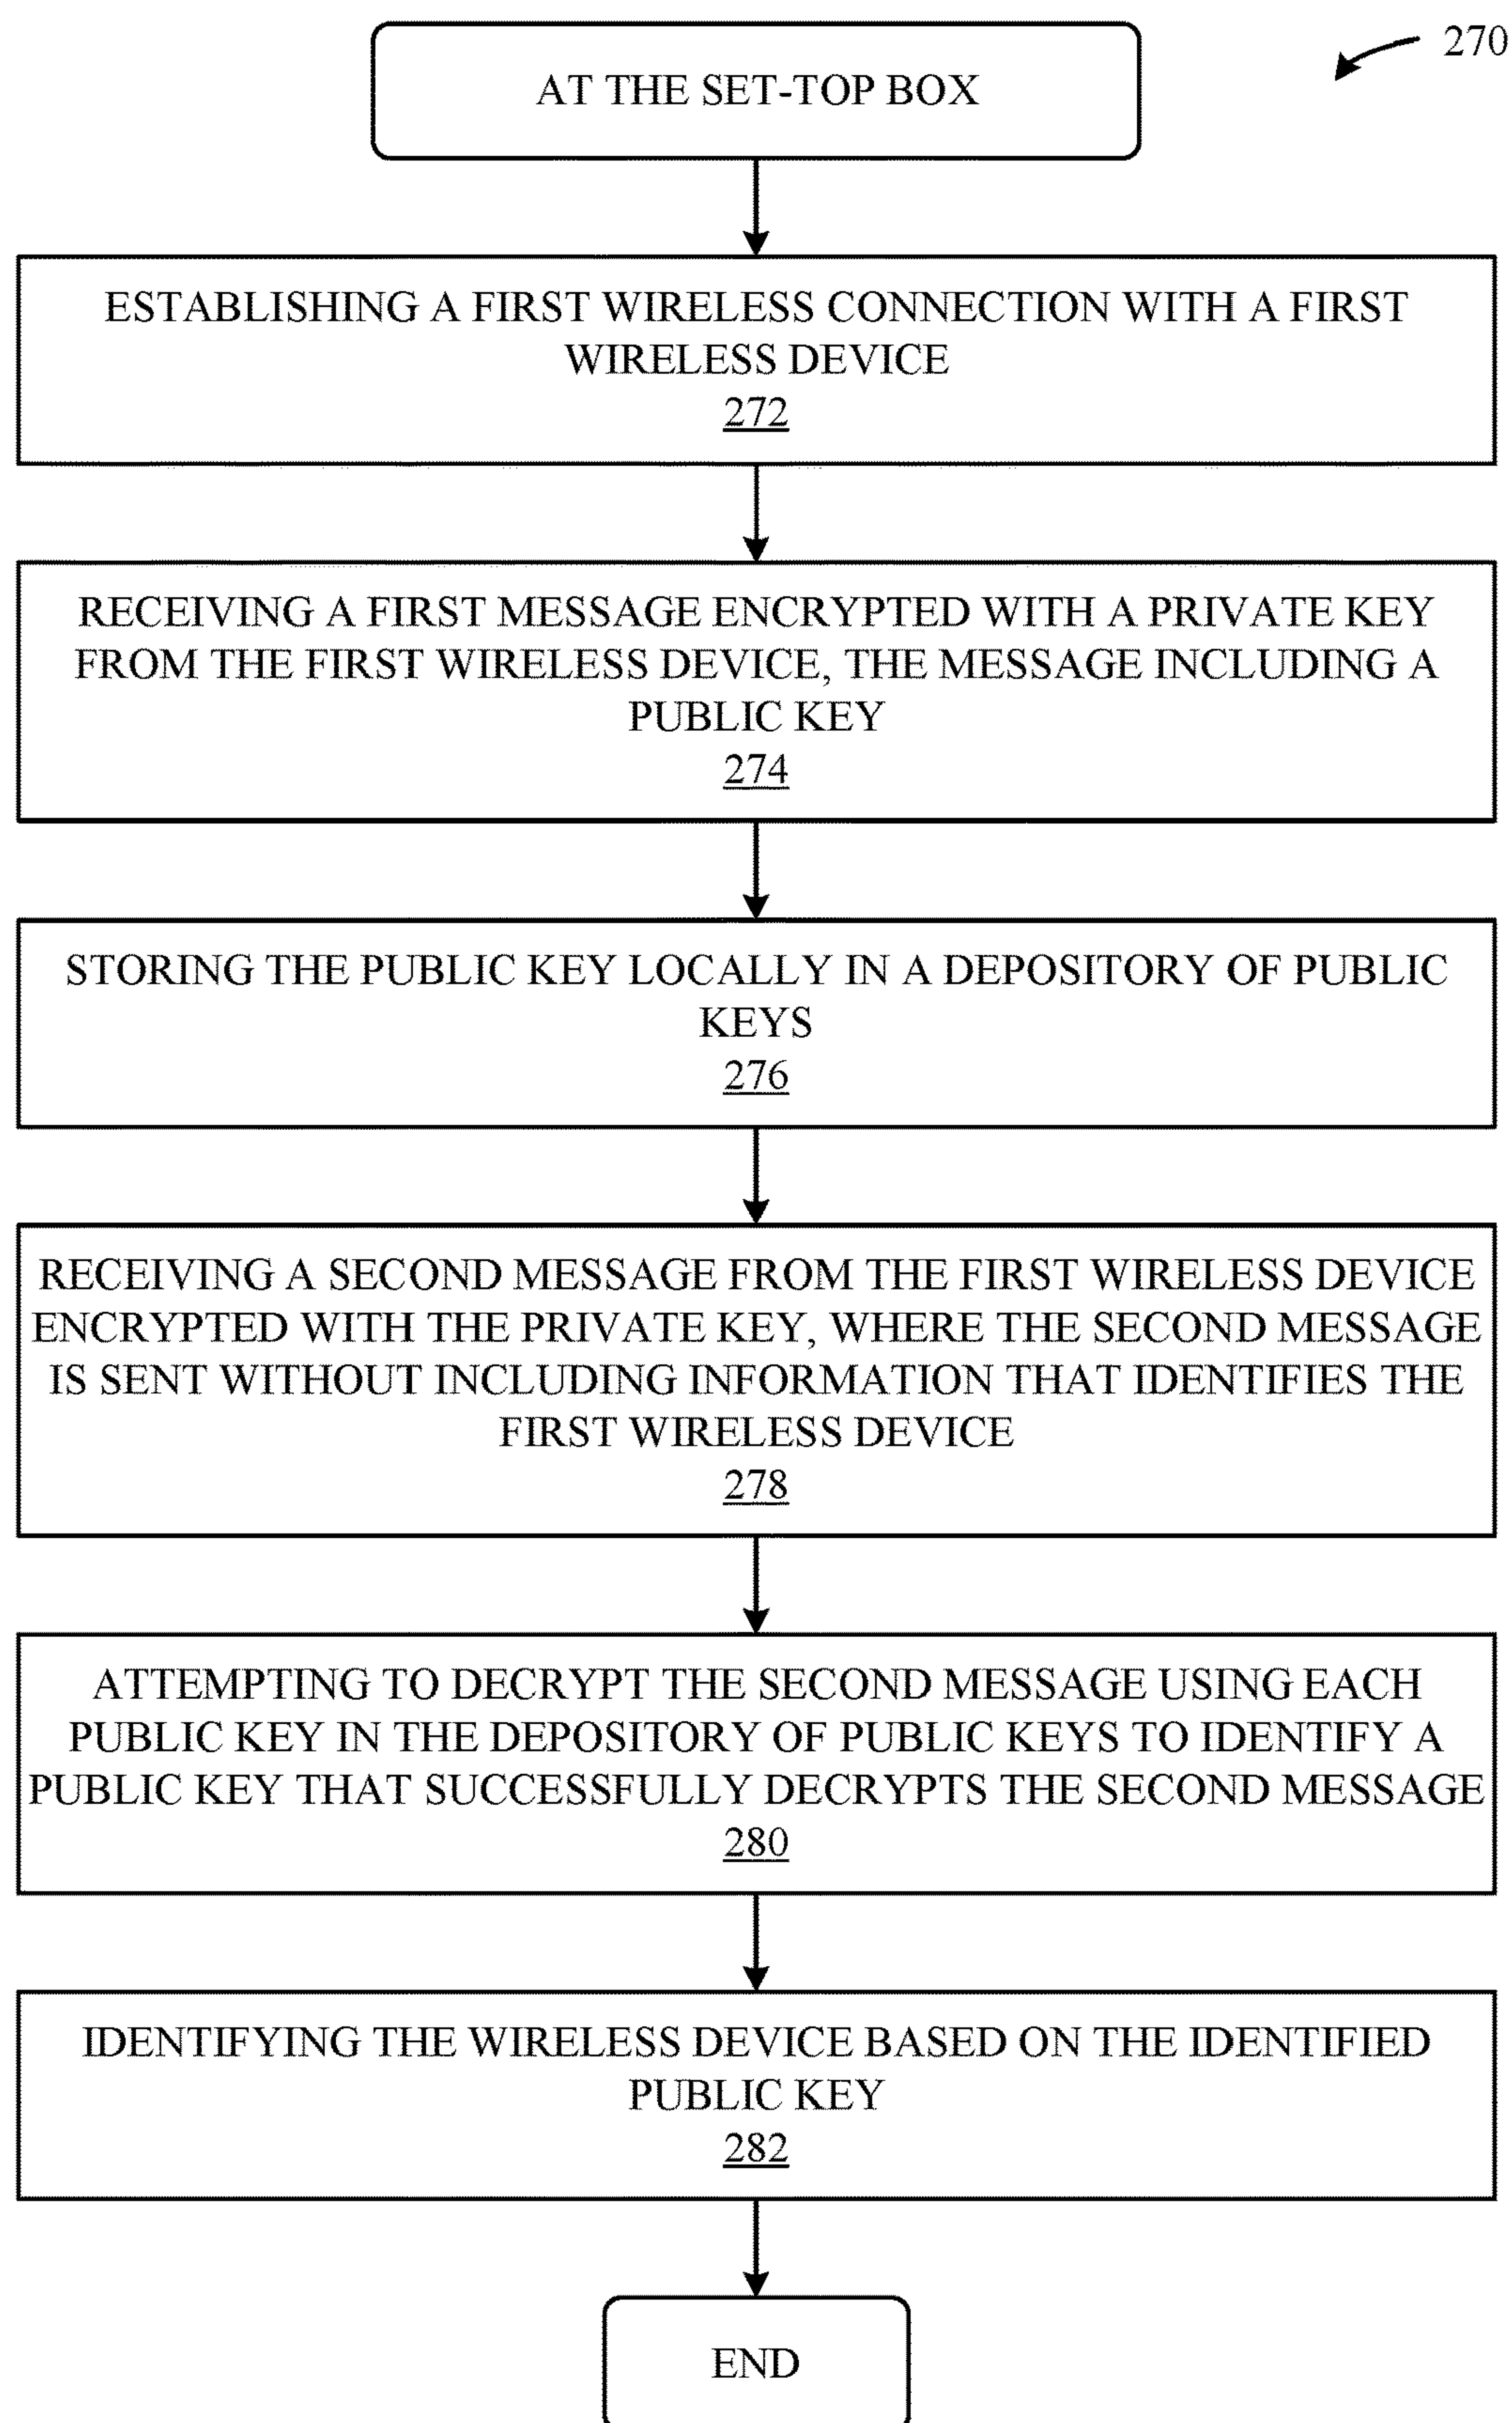 270
AT THE SET-TOP BOX
ESTABLISHING A FIRST WIRELESS CONNECTION WITH A FIRST
WIRELESS DEVICE
272
RECEIVING A FIRST MESSAGE ENCRYPTED WITH A PRIVATE KEY
FROM THE FIRST WIRELESS DEVICE, THE MESSAGE INCLUDING A
PUBLIC KEY
274
STORING THE PUBLIC KEY LOCALLY IN A DEPOSITORY OF PUBLIC
KEYS
276
RECEIVING A SECOND MESSAGE FROM THE FIRST WIRELESS DEVICE
ENCRYPTED WITH THE PRIVATE KEY, WHERE THE SECOND MESSAGE
IS SENT WITHOUT INCLUDING INFORMATION THAT IDENTIFIES THE
FIRST WIRELESS DEVICE
278
ATTEMPTING TO DECRYPT THE SECOND MESSAGE USING EACH
PUBLIC KEY IN THE DEPOSITORY OF PUBLIC KEYS TO IDENTIFY A
PUBLIC KEY THAT SUCCESSFULLY DECRYPTS THE SECOND MESSAGE
280
IDENTIFYING THE WIRELESS DEVICE BASED ON THE IDENTIFIED
PUBLIC KEY
282
END